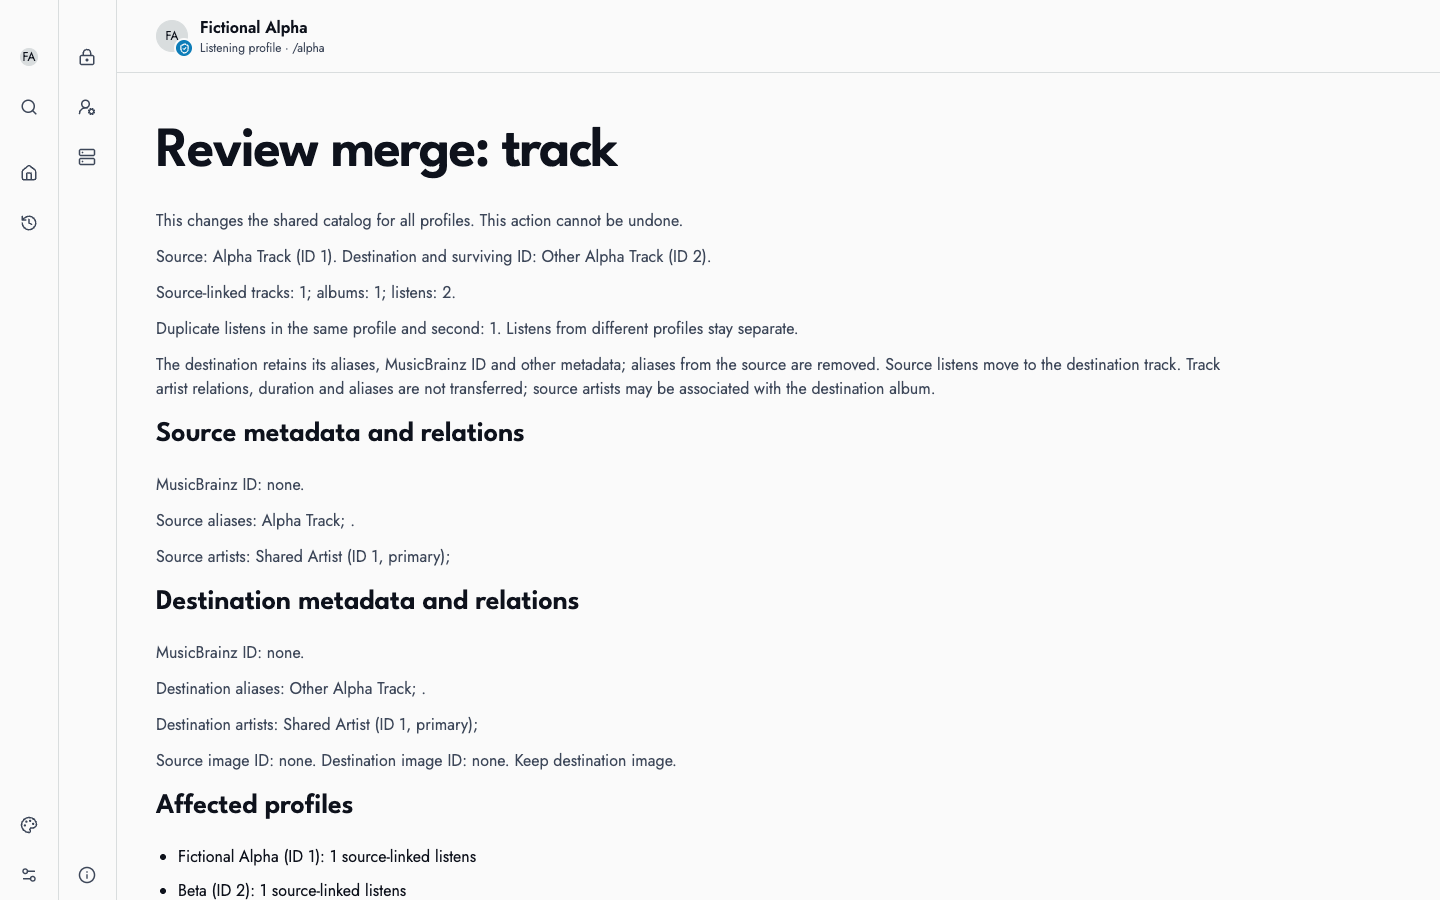 FA
FA
Fictional Alpha
Listening profile · /alpha
Review merge: track
This changes the shared catalog for all profiles. This action cannot be undone.
Source: Alpha Track (ID 1). Destination and surviving ID: Other Alpha Track (ID 2).
Source-linked tracks: 1; albums: 1; listens: 2.
Duplicate listens in the same profile and second: 1. Listens from different profiles stay separate.
The destination retains its aliases, MusicBrainz ID and other metadata; aliases from the source are removed. Source listens move to the destination track. Track
artist relations, duration and aliases are not transferred; source artists may be associated with the destination album.
Source metadata and relations
MusicBrainz ID: none.
Source aliases: Alpha Track; .
Source artists: Shared Artist (ID 1, primary);
Destination metadata and relations
MusicBrainz ID: none.
Destination aliases: Other Alpha Track; .
Destination artists: Shared Artist (ID 1, primary);
Source image ID: none. Destination image ID: none. Keep destination image.
Affected profiles
• Fictional Alpha (ID 1): 1 source-linked listens
• Beta (ID 2): 1 source-linked listens